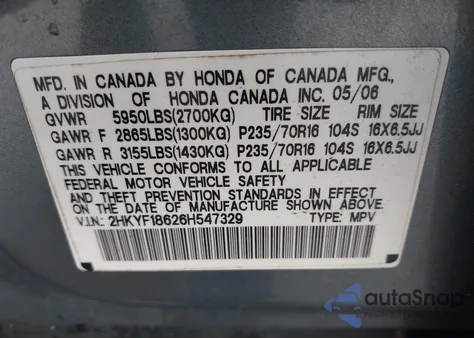 MFD. IN CANADA BY HONDA OF CANADA MFG.,
A DIVISION OF HONDA CANADA INC. 05/06
GVWR 5950LBS(2700KG) TIRE SIZE RIM SIZE
GAWR F 2865LBS(1300KG) P235/70R16 104S 16X6.5JJ
GAWR R 3155LBS(1430KG) P235/70R16 104S 16X6.5JJ
THIS VEHICLE CONFORMS TO ALL APPLICABLE
FEDERAL MOTOR VEHICLE SAFETY
AND THEFT PREVENTION STANDARDS IN EFFECT
ON THE DATE OF MANUFACTURE SHOWN ABOVE.
V.I.N.: 2HKYF18626H547329 TYPE: MPV
autoSnap